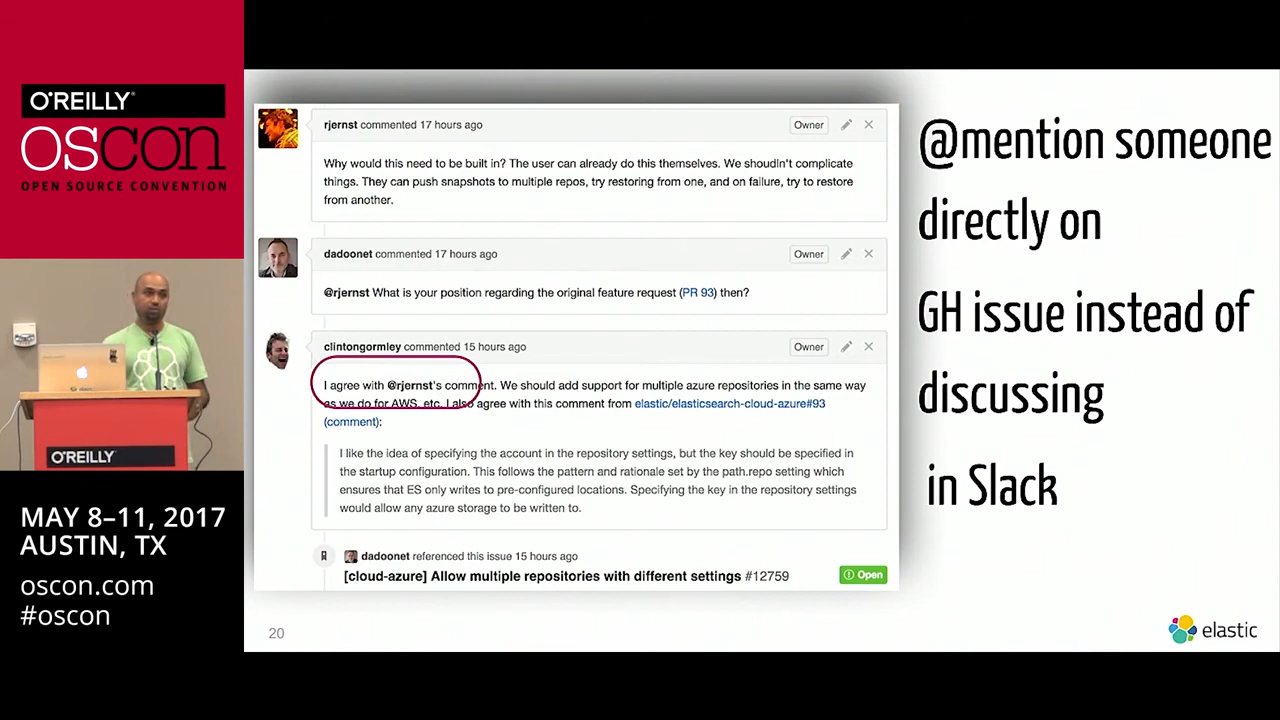 O'REILLY®
OSCON
OPEN SOURCE CONVENTION
O'REILLY
MAY 8–11, 2017
AUSTIN, TX
oscon.com
#oscon
rjernst commented 17 hours ago
Owner
Why would this need to be built in? The user can already do this themselves. We shoudln't complicate
things. They can push snapshots to multiple repos, try restoring from one, and on failure, try to restore
from another.
dadoonet commented 17 hours ago
Owner
@rjernst What is your position regarding the original feature request (PR 93) then?
clintongormley commented 15 hours ago
Owner
I agree with @rjernst's comment. We should add support for multiple azure repositories in the same way
as we do for AWS, etc. I also agree with this comment from elastic/elasticsearch-cloud-azure#93
(comment):
I like the idea of specifying the account in the repository settings, but the key should be specified in
the startup configuration. This follows the pattern and rationale set by the path.repo setting which
ensures that ES only writes to pre-configured locations. Specifying the key in the repository settings
would allow any azure storage to be written to.
dadoonet referenced this issue 15 hours ago
[cloud-azure] Allow multiple repositories with different settings #12759
Open
@mention someone
directly on
GH issue instead of
discussing
in Slack
20
elastic